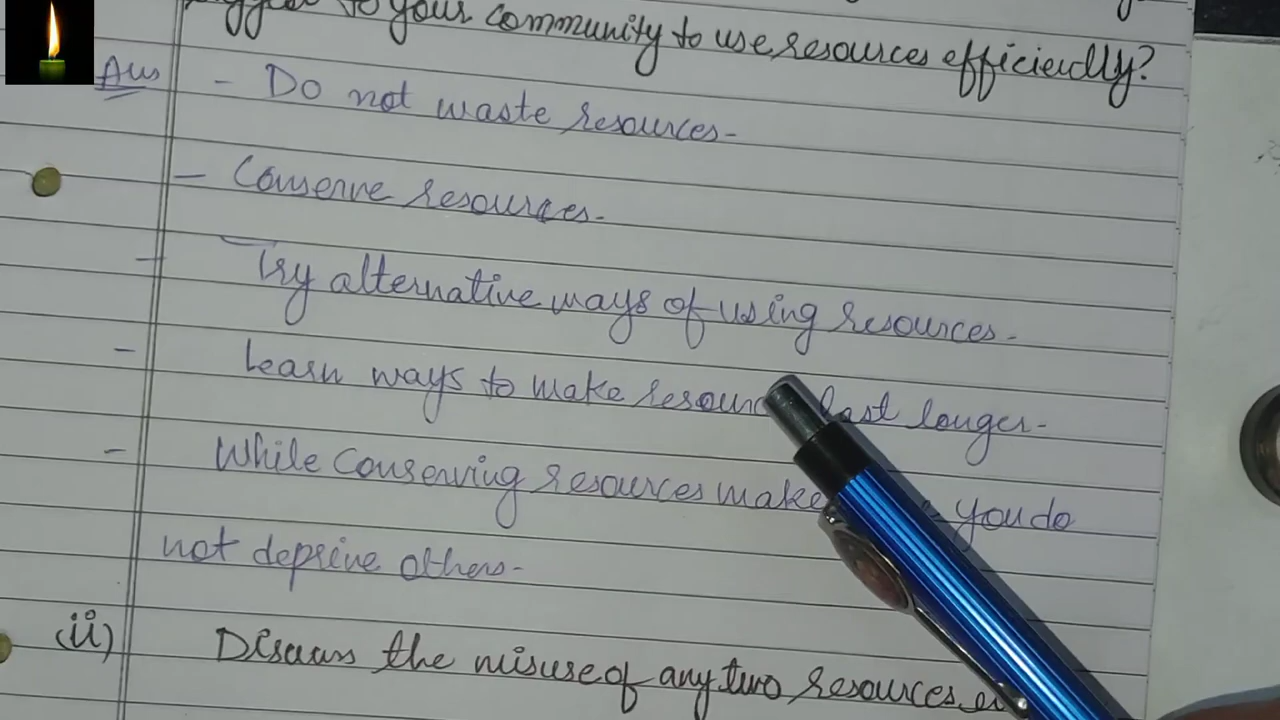 to your community to use resources efficiently?
Ans - Do not waste resources-
- Conserve resources.
- Try alternative ways of using resources.
- Learn ways to make last longer-
- While conserving resources make you do
not deprive others-
(ii) Discuss the misuse of any two resources